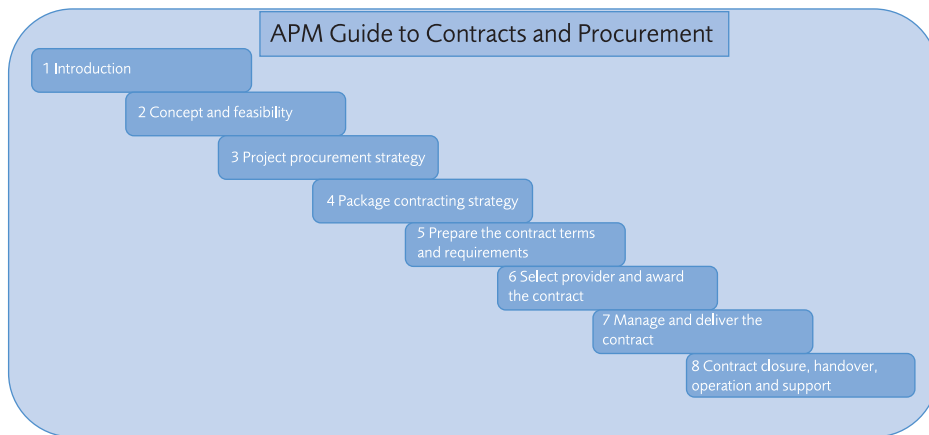 APM Guide to Contracts and Procurement
1 Introduction
2 Concept and feasibility
3 Project procurement strategy
4 Package contracting strategy
5 Prepare the contract terms
and requirements
6 Select provider and award
the contract
7 Manage and deliver the
contract
8 Contract closure, handover,
operation and support